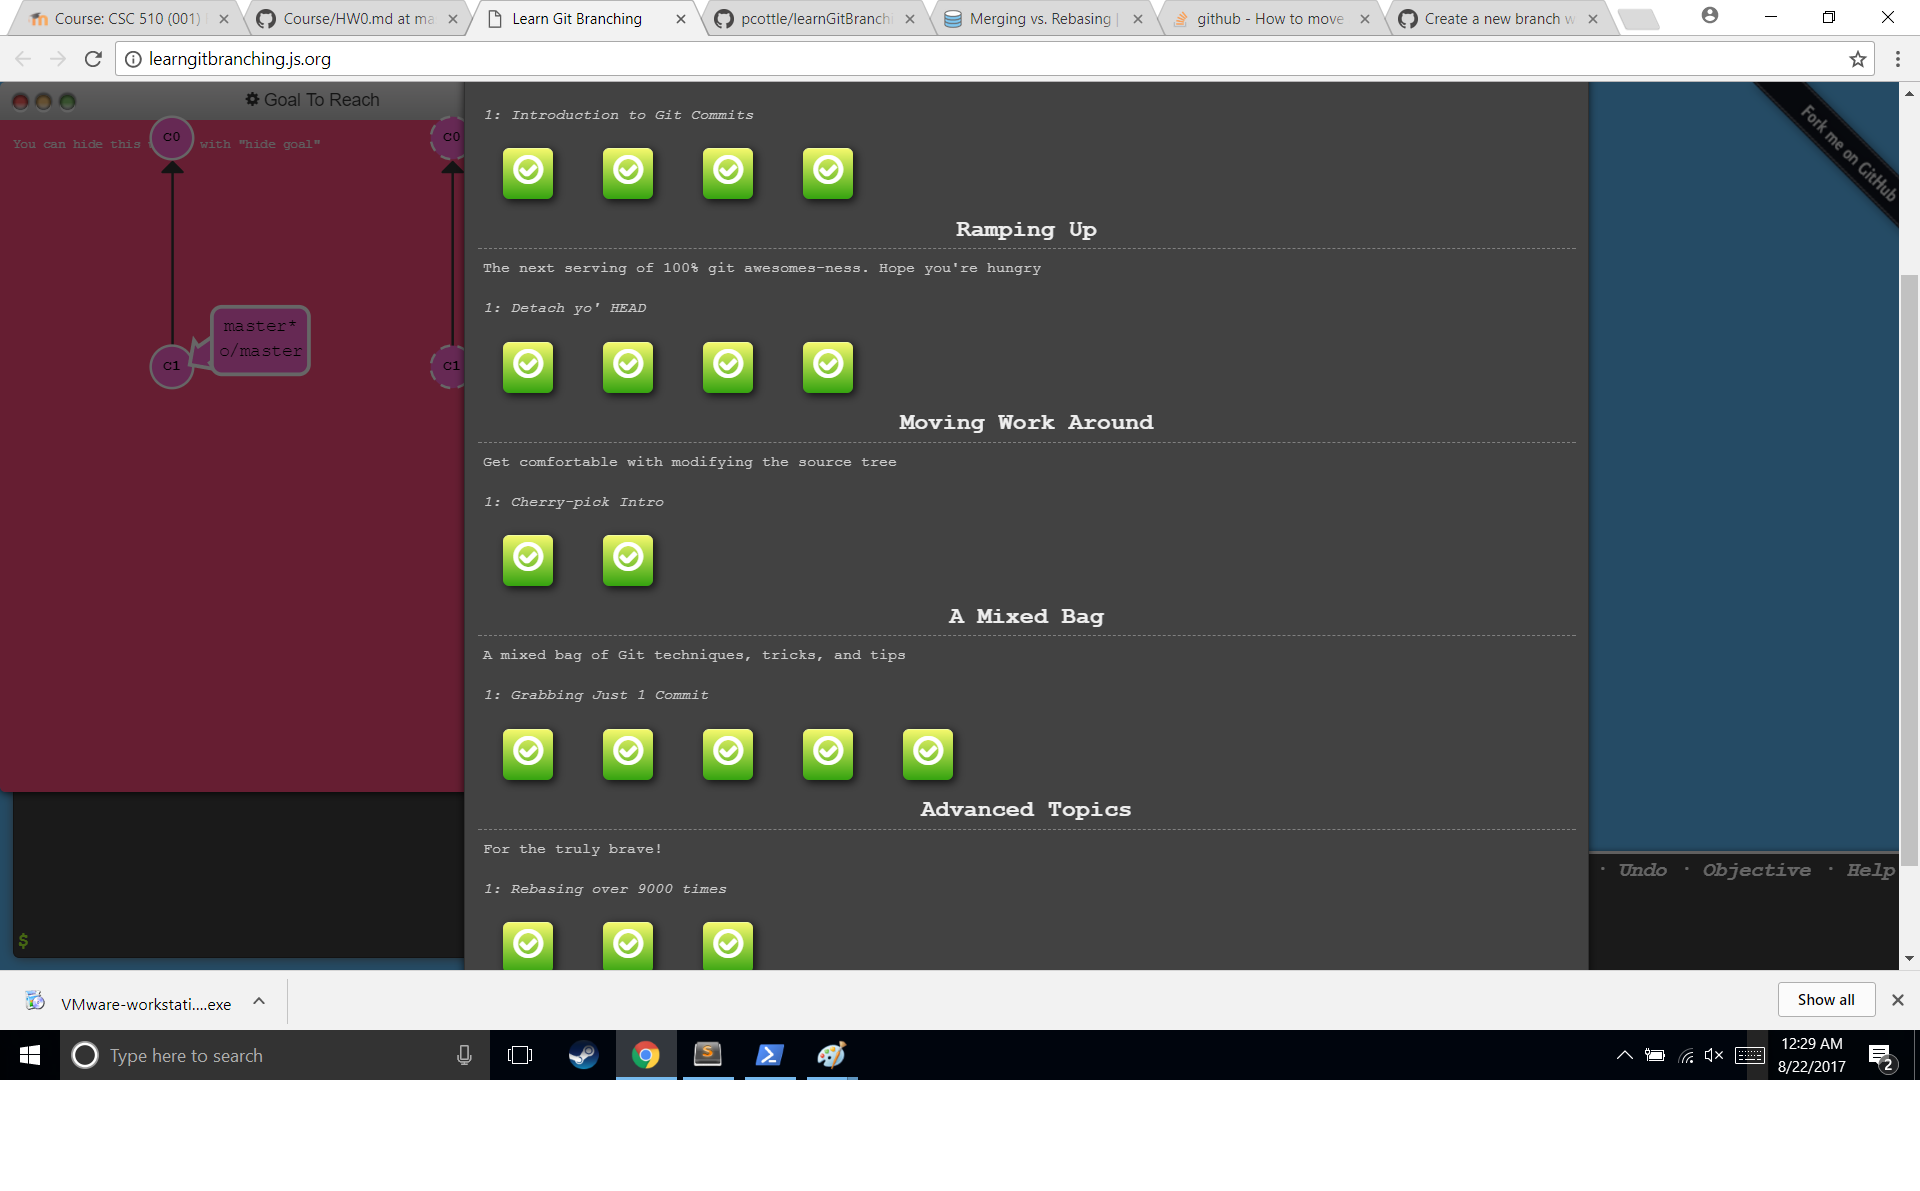 Course: CSC 510 (001)
Course/HW0.md at ma
Learn Git Branching
pcottle/learnGitBranchi
Merging vs. Rebasing |
github - How to move
Create a new branch w
learngitbranching.js.org
Goal To Reach
You can hide this with "hide goal"
C0
C0
master*
o/master
C1
C1
$
1: Introduction to Git Commits
Ramping Up
The next serving of 100% git awesomes-ness. Hope you're hungry
1: Detach yo' HEAD
Moving Work Around
Get comfortable with modifying the source tree
1: Cherry-pick Intro
A Mixed Bag
A mixed bag of Git techniques, tricks, and tips
1: Grabbing Just 1 Commit
Advanced Topics
For the truly brave!
1: Rebasing over 9000 times
Fork me on GitHub
· Undo · Objective · Help
VMware-workstati....exe
Show all
Type here to search
12:29 AM
8/22/2017
2